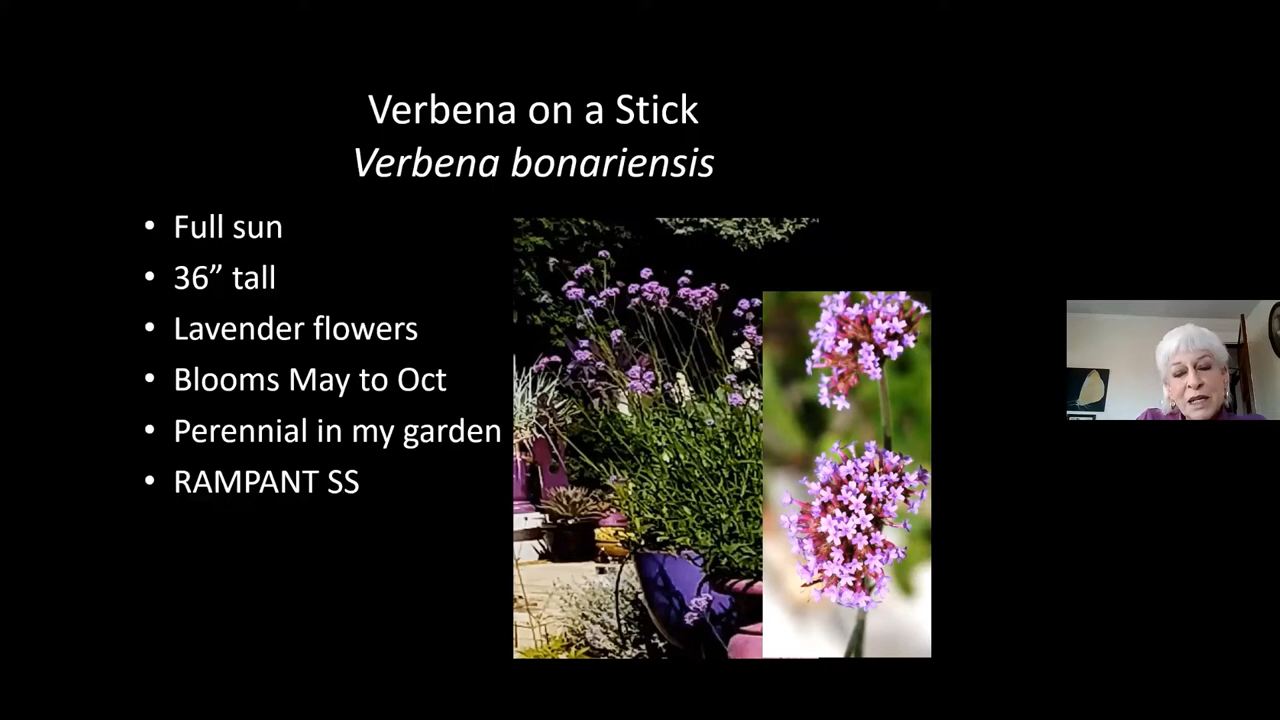 Verbena on a Stick
Verbena bonariensis
• Full sun
• 36” tall
• Lavender flowers
• Blooms May to Oct
• Perennial in my garden
• RAMPANT SS